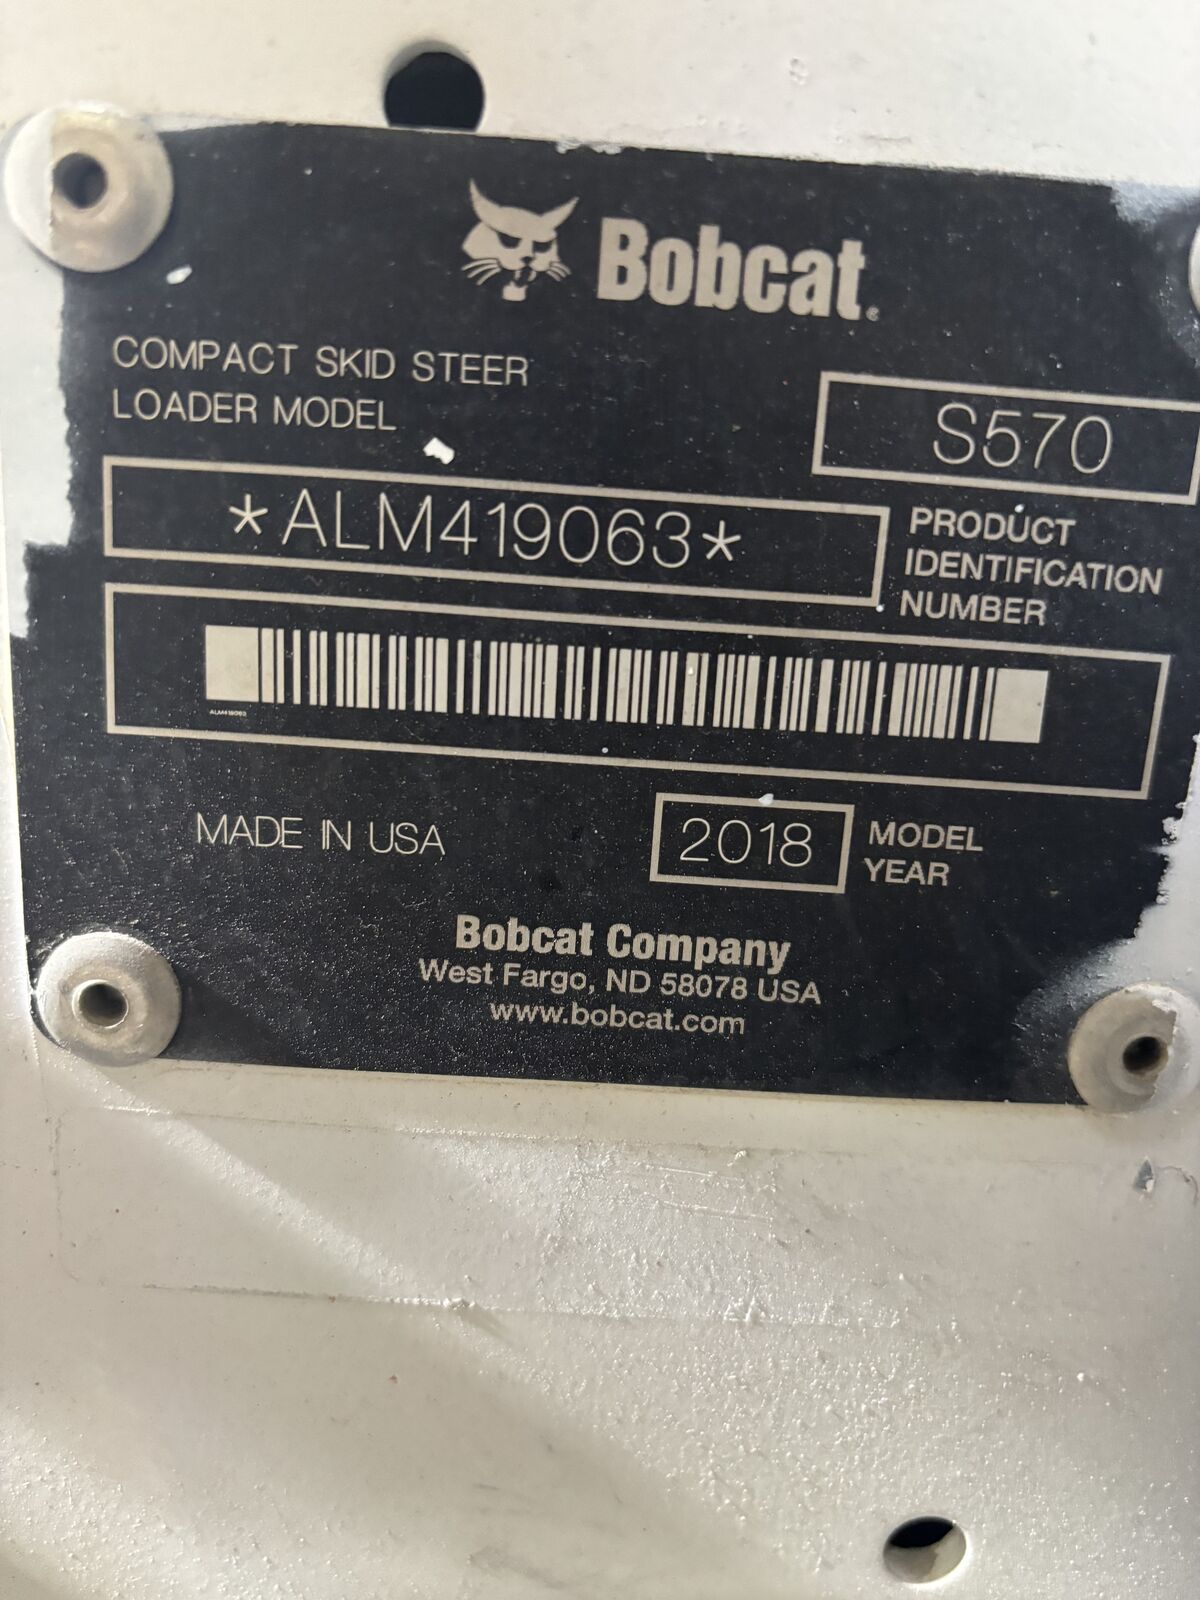 Bobcat®
COMPACT SKID STEER
LOADER MODEL
S570
*ALM419063*
PRODUCT
IDENTIFICATION
NUMBER
ALM419063
MADE IN USA
2018
MODEL
YEAR
Bobcat Company
West Fargo, ND 58078 USA
www.bobcat.com